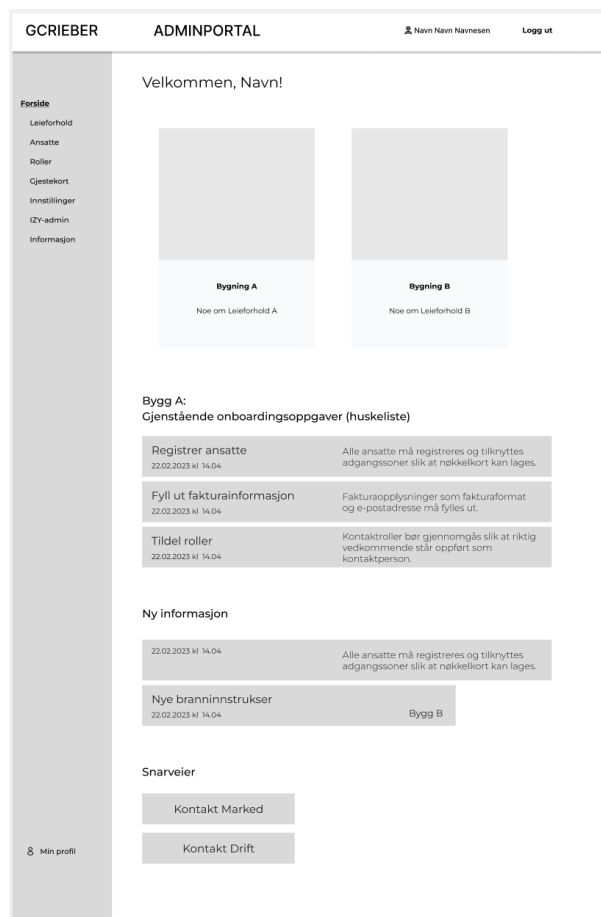 GCRIEBER
ADMINPORTAL
Navn Navn Navnesen
Logg ut
Forside
Leieforhold
Ansatte
Roller
Gjestekort
Innstillinger
IZY-admin
Informasjon
Min profil
Velkommen, Navn!
Bygning A
Noe om Leieforhold A
Bygning B
Noe om Leieforhold B
Bygg A:
Gjenstående onboardingsoppgaver (huskeliste)
Registrer ansatte
22.02.2023 kl 14.04
Alle ansatte må registreres og tilknyttes
adgangssoner slik at nøkkelkort kan lages.
Fyll ut fakturainformasjon
22.02.2023 kl 14.04
Fakturaopplysninger som fakturaformat
og e-postadresse må fylles ut.
Tildel roller
22.02.2023 kl 14.04
Kontaktroller bør gjennomgås slik at riktig
vedkommende står oppført som
kontaktperson.
Ny informasjon
22.02.2023 kl 14.04
Alle ansatte må registreres og tilknyttes
adgangssoner slik at nøkkelkort kan lages.
Nye branninnstrukser
22.02.2023 kl 14.04
Bygg B
Snarveier
Kontakt Marked
Kontakt Drift